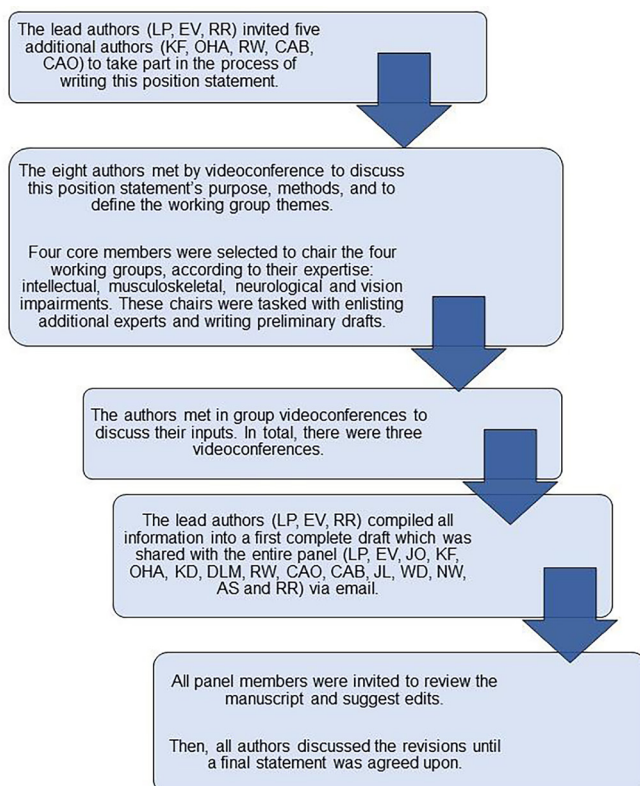 The lead authors (LP, EV, RR) invited five
additional authors (KF, OHA, RW, CAB,
CAO) to take part in the process of
writing this position statement.
The eight authors met by videoconference to discuss
this position statement's purpose, methods, and to
define the working group themes.
Four core members were selected to chair the four
working groups, according to their expertise:
intellectual, musculoskeletal, neurological and vision
impairments. These chairs were tasked with enlisting
additional experts and writing preliminary drafts.
The authors met in group videoconferences to
discuss their inputs. In total, there were three
videoconferences.
The lead authors (LP, EV, RR) compiled all
information into a first complete draft which was
shared with the entire panel (LP, EV, JO, KF,
OHA, KD, DLM, RW, CAO, CAB, JL, WD, NW,
AS and RR) via email.
All panel members were invited to review the
manuscript and suggest edits.
Then, all authors discussed the revisions until
a final statement was agreed upon.